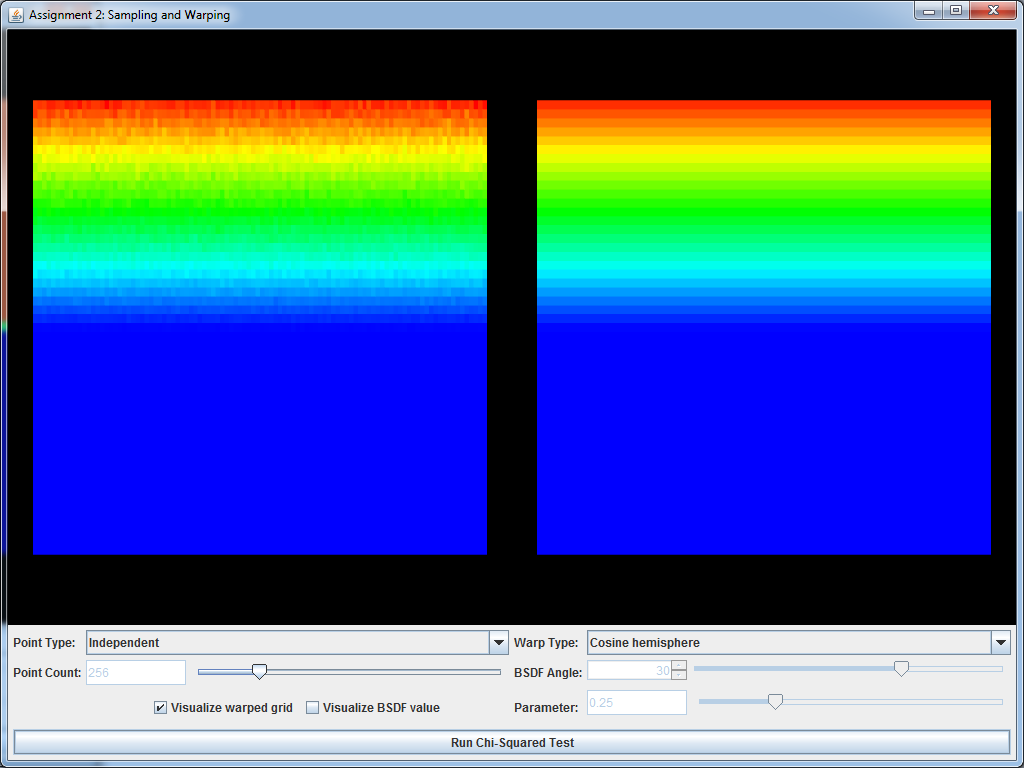 Assignment 2: Sampling and Warping
Point Type: Independent Warp Type: Cosine hemisphere
Point Count: 256 BSDF Angle: 30
Visualize warped grid Visualize BSDF value Parameter: 0.25
Run Chi-Squared Test